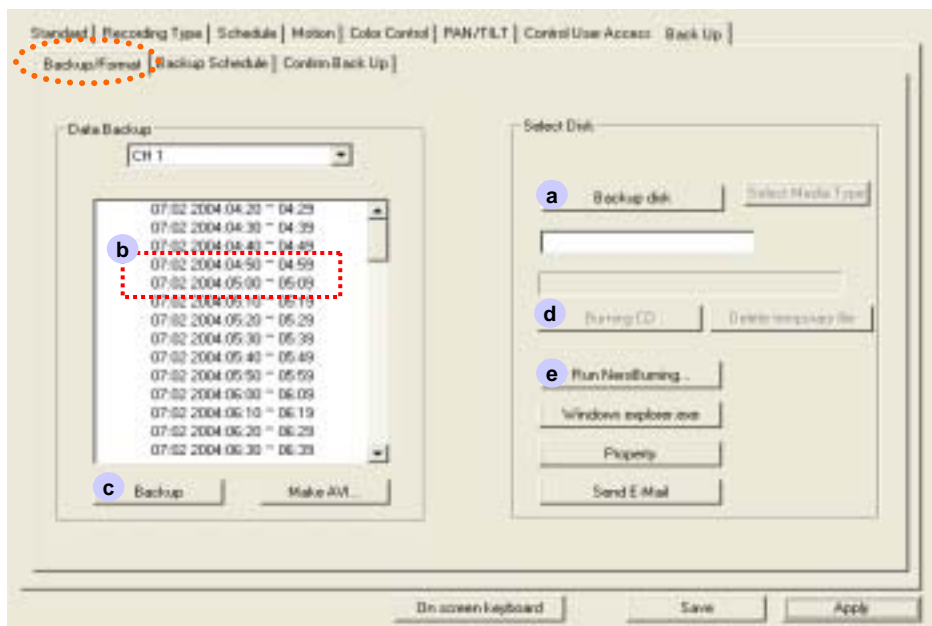 Standard | Recording Type | Schedule | Motion | Color Control | PAN/TILT | Control User Access Back Up
Backup/Format | Backup Schedule | Confirm Back Up
Data Backup
CH 1
07:02 2004.04:20 ~ 04:29
07:02 2004.04:30 ~ 04:39
07:02 2004.04:40 ~ 04:49
b
07:02 2004.04:50 ~ 04:59
07:02 2004.05:00 ~ 05:09
07:02 2004.05:10 ~ 05:19
07:02 2004.05:20 ~ 05:29
07:02 2004.05:30 ~ 05:39
07:02 2004.05:40 ~ 05:49
07:02 2004.05:50 ~ 05:59
07:02 2004.06:00 ~ 06:09
07:02 2004.06:10 ~ 06:19
07:02 2004.06:20 ~ 06:29
07:02 2004.06:30 ~ 06:39
c Backup
Make AVI...
Select Disk
a Backup disk
Select Media Type
d Burning CD
Delete temporary file
e Run NeroBurning...
Windows explorer.exe
Property
Send E-Mail
On screen keyboard
Save
Apply